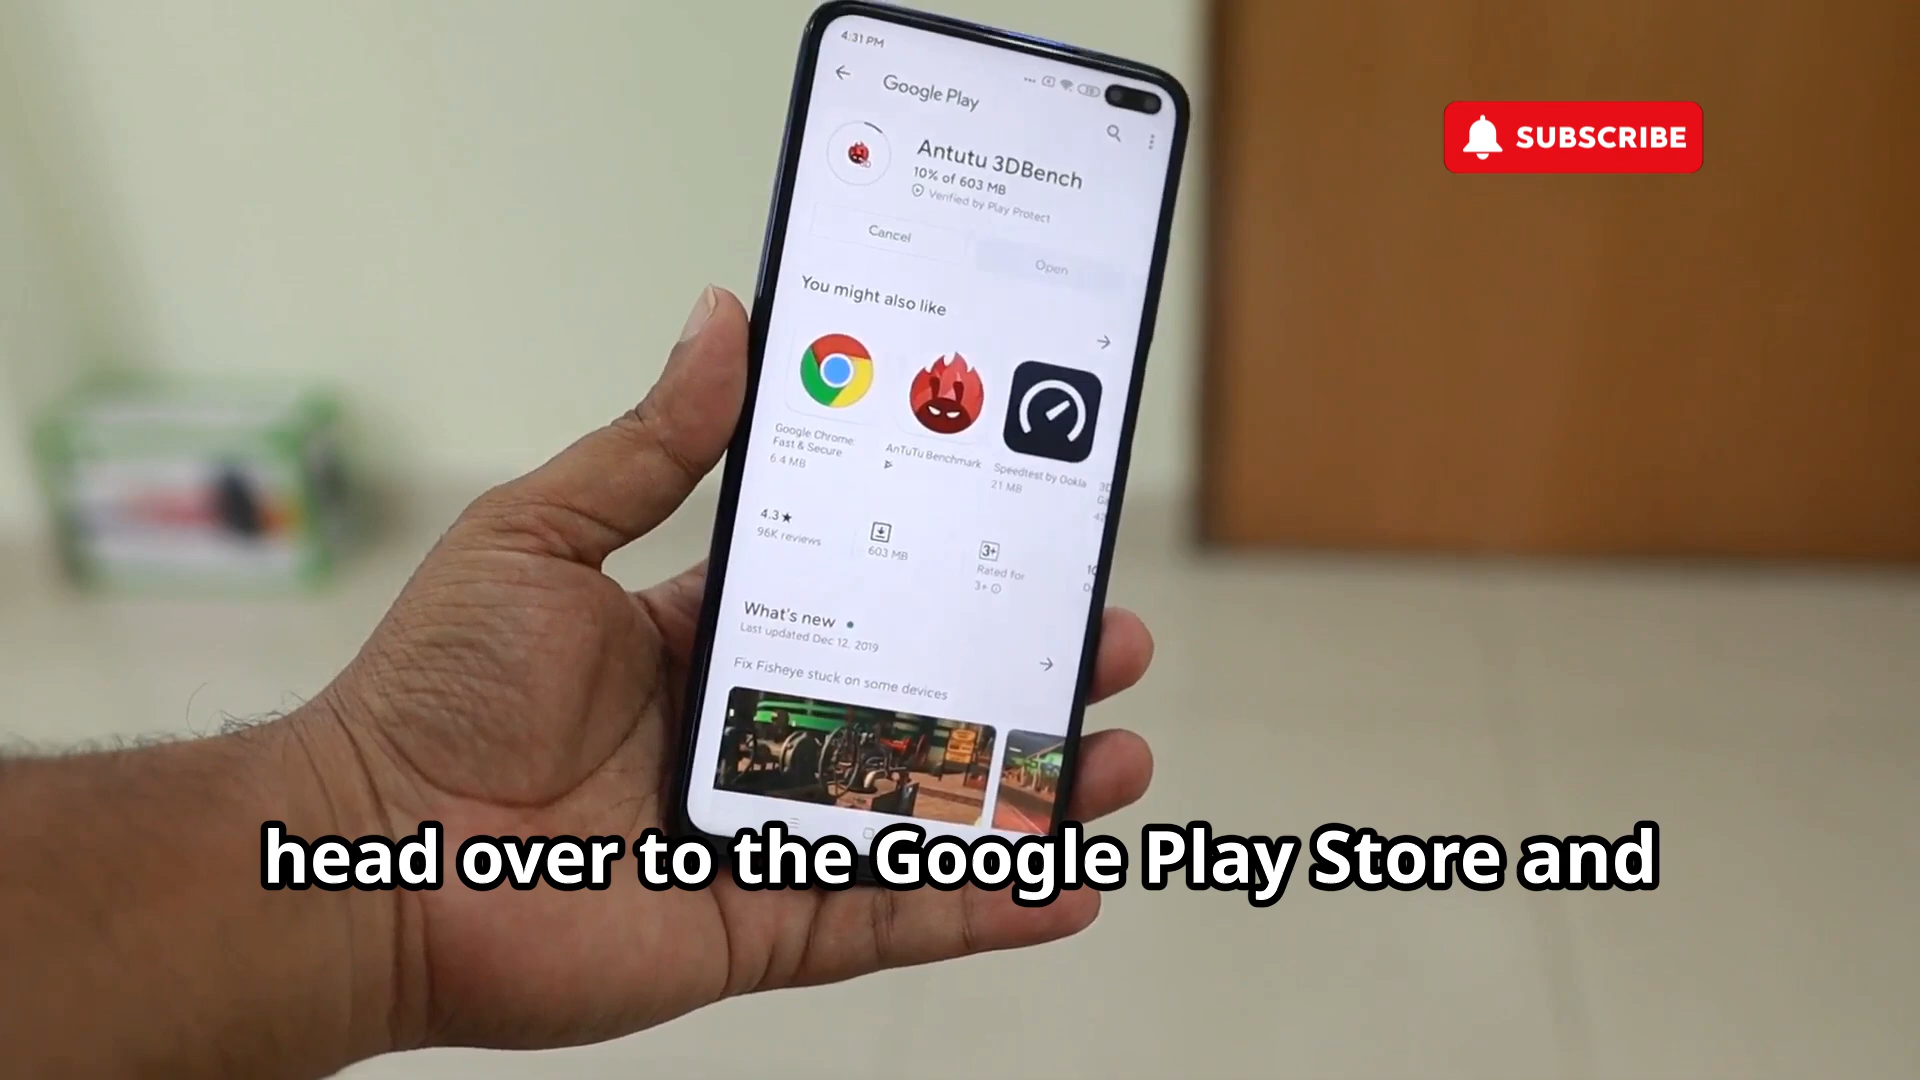 4:31 PM
Google Play
Antutu 3DBench
10% of 603 MB
Verified by Play Protect
Cancel
Open
You might also like
Google Chrome:
Fast & Secure
6.4 MB
AnTuTu Benchmark
Speedtest by Ookla
21 MB
4.3★
96K reviews
603 MB
3+
Rated for
3+
What's new
Last updated Dec 12, 2019
Fix Fisheye stuck on some devices
SUBSCRIBE
head over to the Google Play Store and